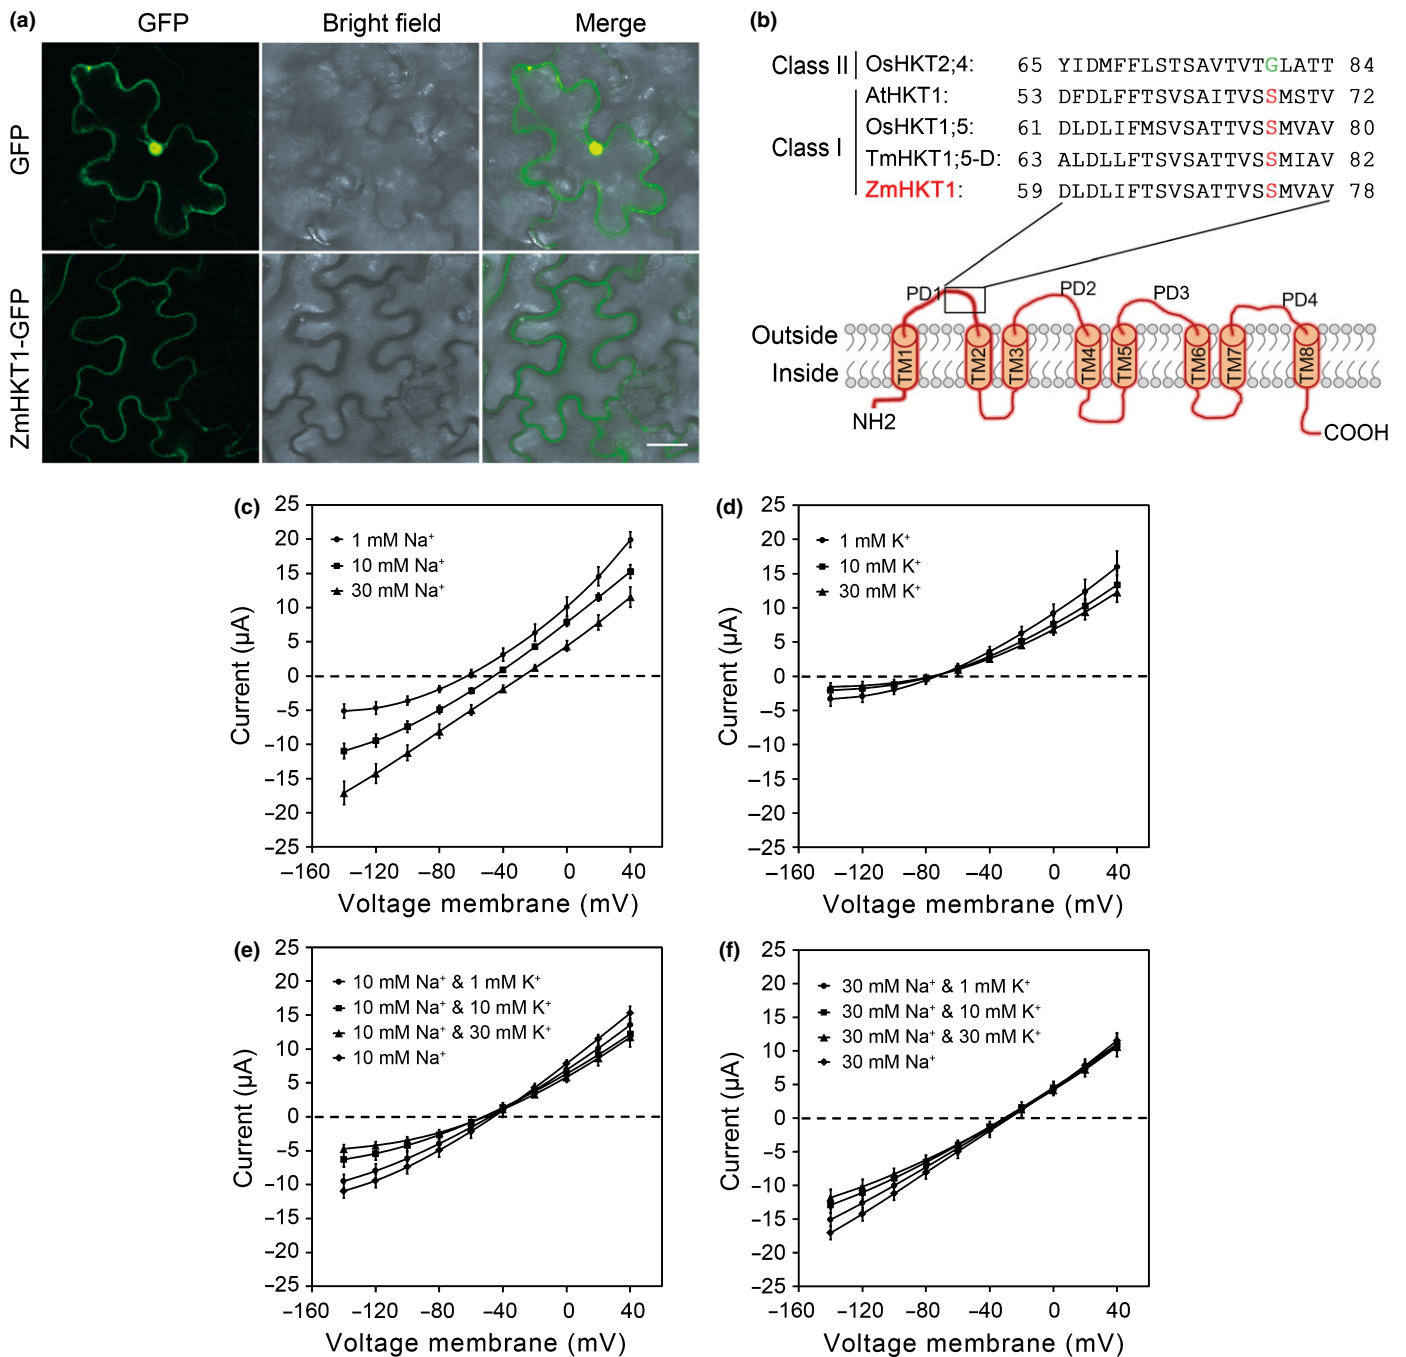 (a)
GFP
Bright field
Merge
GFP
ZmHKT1-GFP
(b)
Class II
OsHKT2;4: 65 YIDMFFLSTSAVTVTGLATT 84
Class I
AtHKT1: 53 DFDLFFTSVSAITVSSMSTV 72
OsHKT1;5: 61 DLDLIFMSVSATTVSSMVAV 80
TmHKT1;5-D: 63 ALDLLFTSVSATTVSSMIAV 82
ZmHKT1: 59 DLDLIFTSVSATTVSSMVAV 78
PD1
PD2
PD3
PD4
Outside
Inside
TM1
TM2
TM3
TM4
TM5
TM6
TM7
TM8
NH2
COOH
(c)
1 mM Na⁺
10 mM Na⁺
30 mM Na⁺
Current (µA)
25
20
15
10
5
0
−5
−10
−15
−20
−25
−160 −120 −80 −40 0 40
Voltage membrane (mV)
(d)
1 mM K⁺
10 mM K⁺
30 mM K⁺
Current (µA)
25
20
15
10
5
0
−5
−10
−15
−20
−25
−160 −120 −80 −40 0 40
Voltage membrane (mV)
(e)
10 mM Na⁺ & 1 mM K⁺
10 mM Na⁺ & 10 mM K⁺
10 mM Na⁺ & 30 mM K⁺
10 mM Na⁺
Current (µA)
25
20
15
10
5
0
−5
−10
−15
−20
−25
−160 −120 −80 −40 0 40
Voltage membrane (mV)
(f)
30 mM Na⁺ & 1 mM K⁺
30 mM Na⁺ & 10 mM K⁺
30 mM Na⁺ & 30 mM K⁺
30 mM Na⁺
Current (µA)
25
20
15
10
5
0
−5
−10
−15
−20
−25
−160 −120 −80 −40 0 40
Voltage membrane (mV)